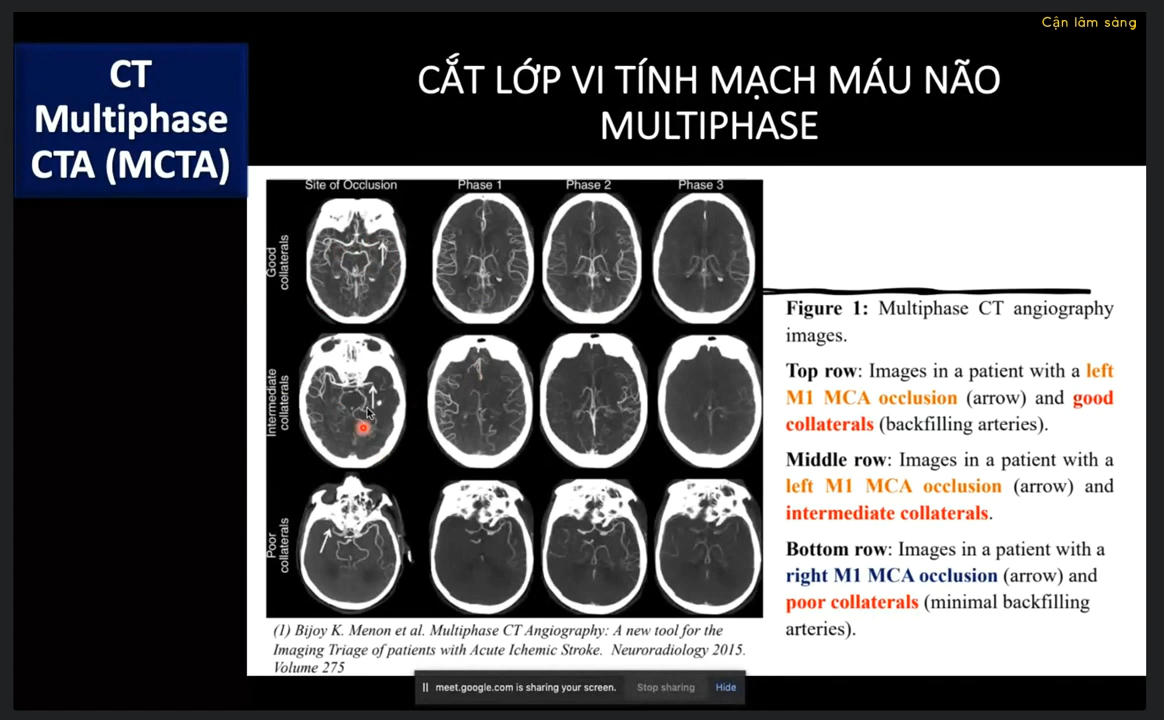 Cận lâm sàng
CT
Multiphase
CTA (MCTA)
CẮT LỚP VI TÍNH MẠCH MÁU NÃO
MULTIPHASE
Site of Occlusion
Phase 1
Phase 2
Phase 3
Good
collaterals
Intermediate
collaterals
Poor
collaterals
Figure 1: Multiphase CT angiography
images.
Top row: Images in a patient with a left
M1 MCA occlusion (arrow) and good
collaterals (backfilling arteries).
Middle row: Images in a patient with a
left M1 MCA occlusion (arrow) and
intermediate collaterals.
Bottom row: Images in a patient with a
right M1 MCA occlusion (arrow) and
poor collaterals (minimal backfilling
arteries).
(1) Bijoy K. Menon et al. Multiphase CT Angiography: A new tool for the
Imaging Triage of patients with Acute Ichemic Stroke. Neuroradiology 2015.
Volume 275
meet.google.com is sharing your screen.
Stop sharing
Hide